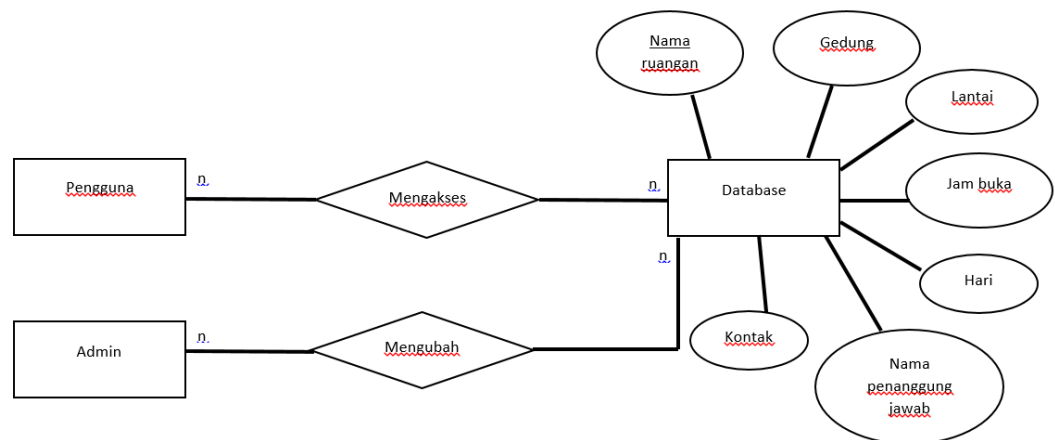 Nama
ruangan
Gedung
Lantai
Pengguna
n
Mengakses
n
Database
Jam buka
n
Hari
Admin
n
Mengubah
Kontak
Nama
penanggung
jawab